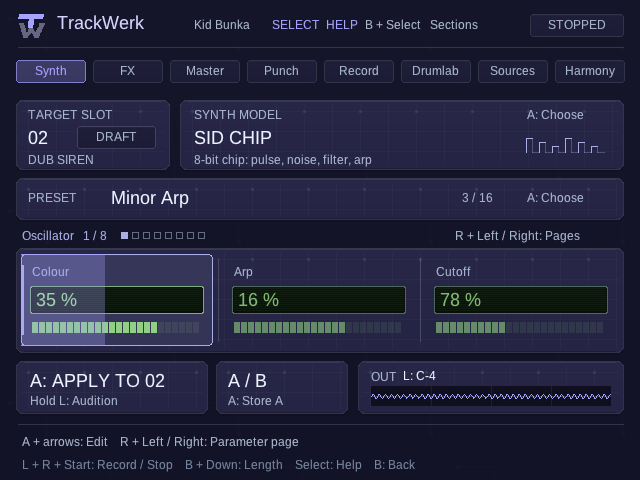 TrackWerk
Kid Bunka
SELECT HELP B + Select Sections
STOPPED
Synth
FX
Master
Punch
Record
Drumlab
Sources
Harmony
TARGET SLOT
02
DRAFT
DUB SIREN
SYNTH MODEL
A: Choose
SID CHIP
8-bit chip: pulse, noise, filter, arp
PRESET
Minor Arp
3 / 16
A: Choose
Oscillator 1 / 8
R + Left / Right: Pages
Colour
35 %
Arp
16 %
Cutoff
78 %
A: APPLY TO 02
Hold L: Audition
A / B
A: Store A
OUT L: C-4
A + arrows: Edit R + Left / Right: Parameter page
L + R + Start: Record / Stop B + Down: Length Select: Help B: Back